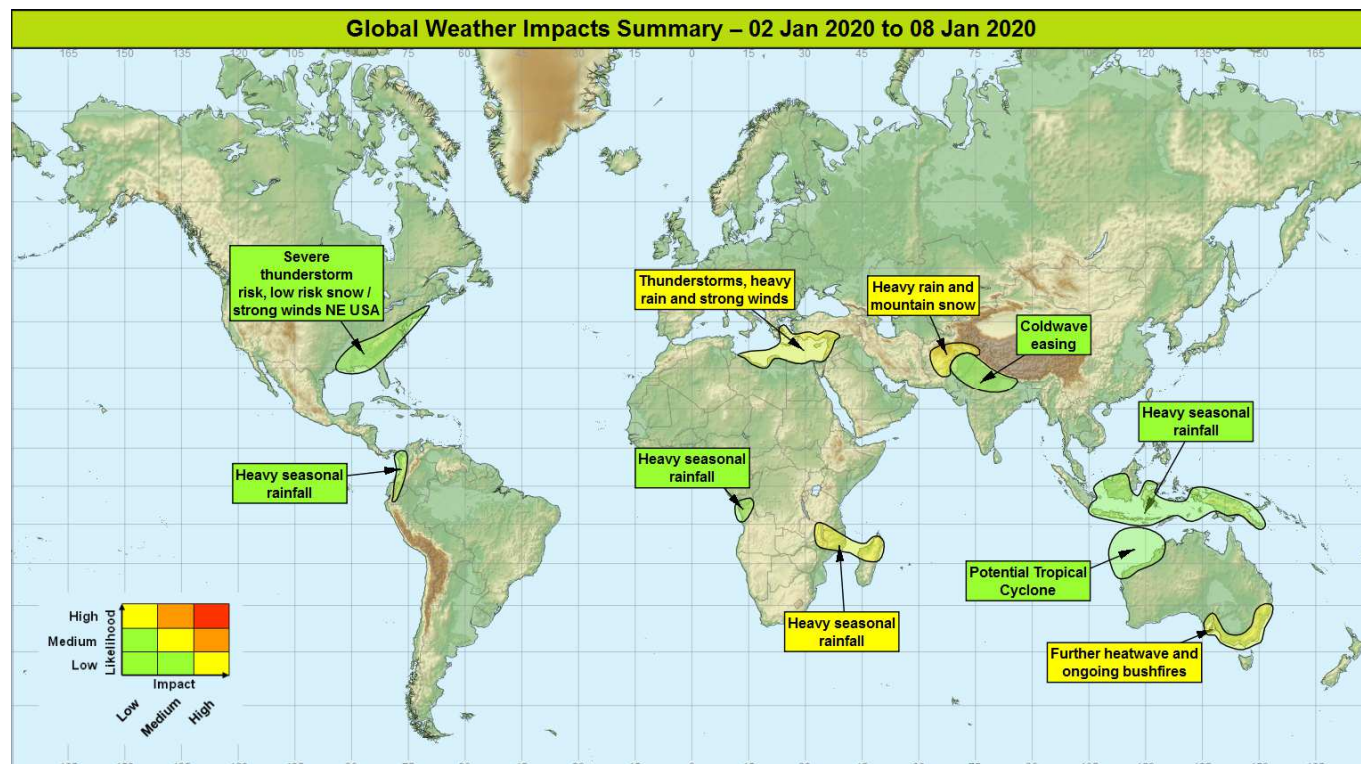 Global Weather Impacts Summary – 02 Jan 2020 to 08 Jan 2020
165 150 135 120 105 75 60 15 0 15 30 45 60 75 90 105 120 135 150 165
Severe
thunderstorm
risk, low risk snow /
strong winds NE USA
Thunderstorms, heavy
rain and strong winds
Heavy rain and
mountain snow
Coldwave
easing
Heavy seasonal
rainfall
Heavy seasonal
rainfall
Heavy seasonal
rainfall
Potential Tropical
Cyclone
Heavy seasonal
rainfall
Further heatwave and
ongoing bushfires
High
Medium
Low
Likelihood
Impact
Low
Medium
High